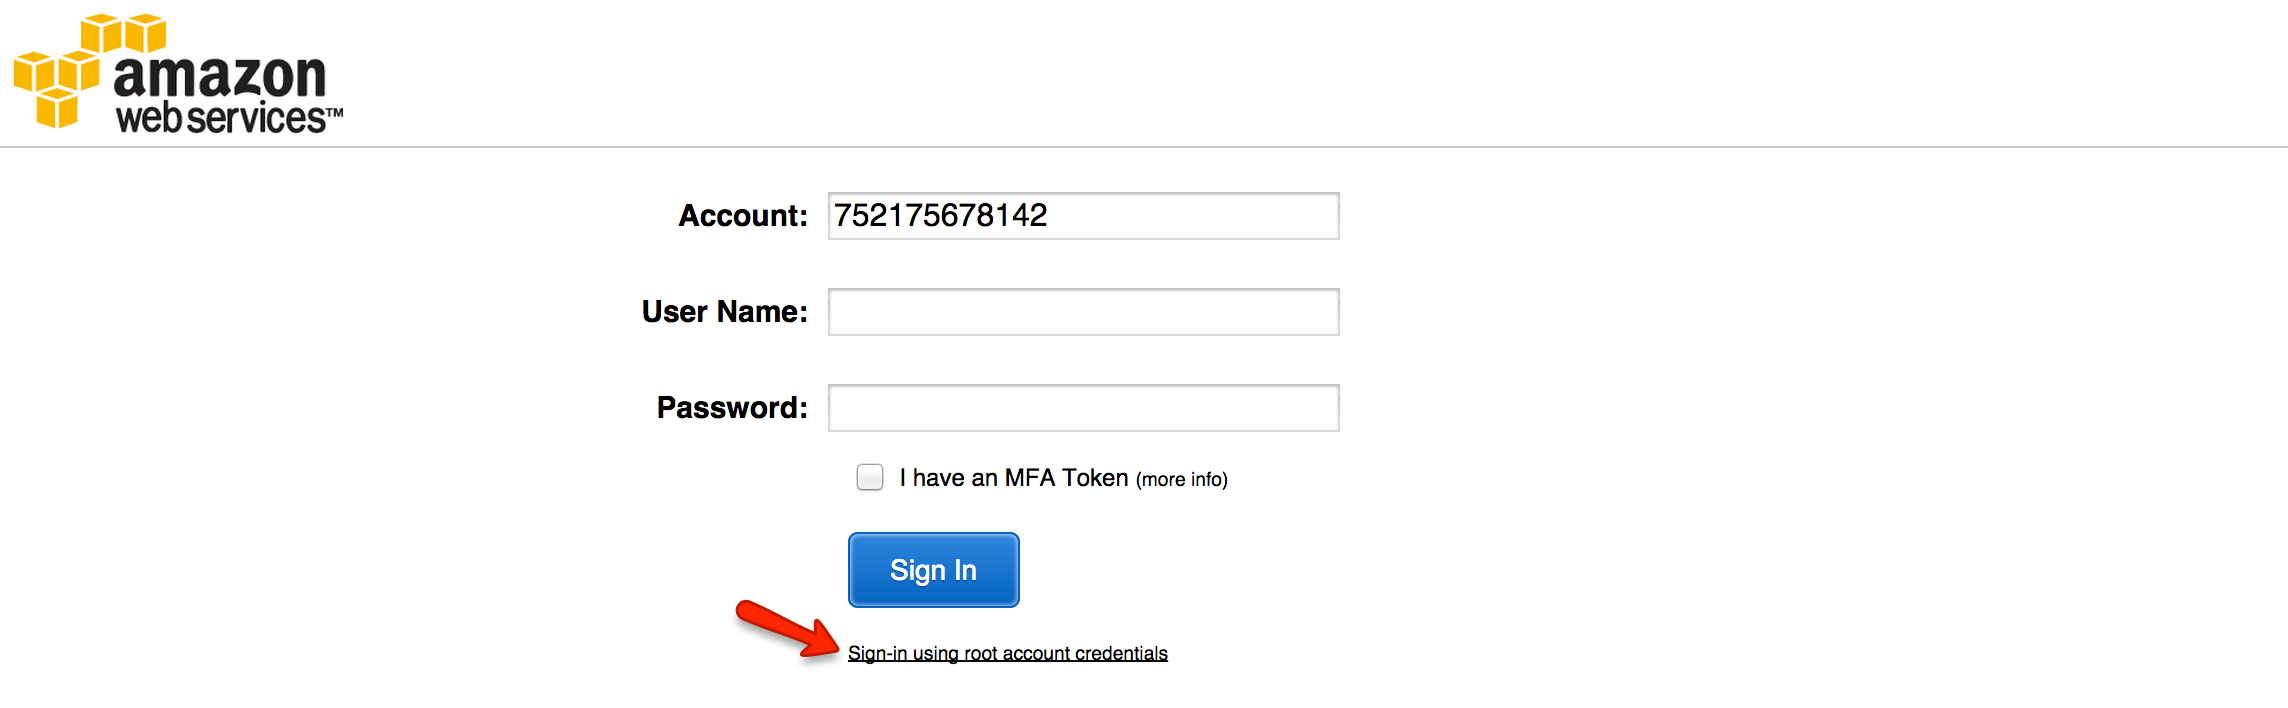 amazon
web services™
Account: 752175678142
User Name:
Password:
I have an MFA Token (more info)
Sign In
Sign-in using root account credentials